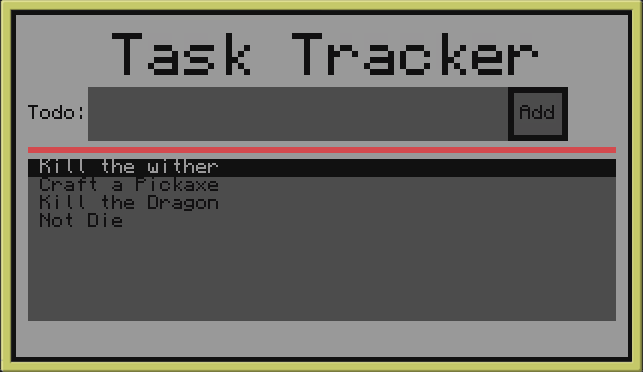 Task Tracker
Todo: Add
Kill the wither
Craft a Pickaxe
Kill the Dragon
Not Die